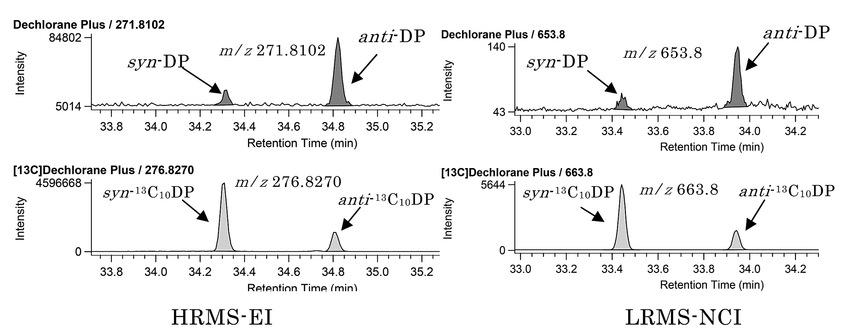 Dechlorane Plus / 271.8102
84802
Intensity
5014
syn-DP
m/z 271.8102
anti-DP
33.8 34.0 34.2 34.4 34.6 34.8 35.0 35.2
Retention Time (min)
Dechlorane Plus / 653.8
140
Intensity
43
syn-DP
m/z 653.8
anti-DP
33.0 33.2 33.4 33.6 33.8 34.0 34.2
Retention Time (min)
[13C]Dechlorane Plus / 276.8270
4596668
Intensity
0
syn-¹³C₁₀DP
m/z 276.8270
anti-¹³C₁₀DP
33.8 34.0 34.2 34.4 34.6 34.8 35.0 35.2
Retention Time (min)
[13C]Dechlorane Plus / 663.8
5644
Intensity
0
syn-¹³C₁₀DP
m/z 663.8
anti-¹³C₁₀DP
33.0 33.2 33.4 33.6 33.8 34.0 34.2
Retention Time (min)
HRMS-EI
LRMS-NCI